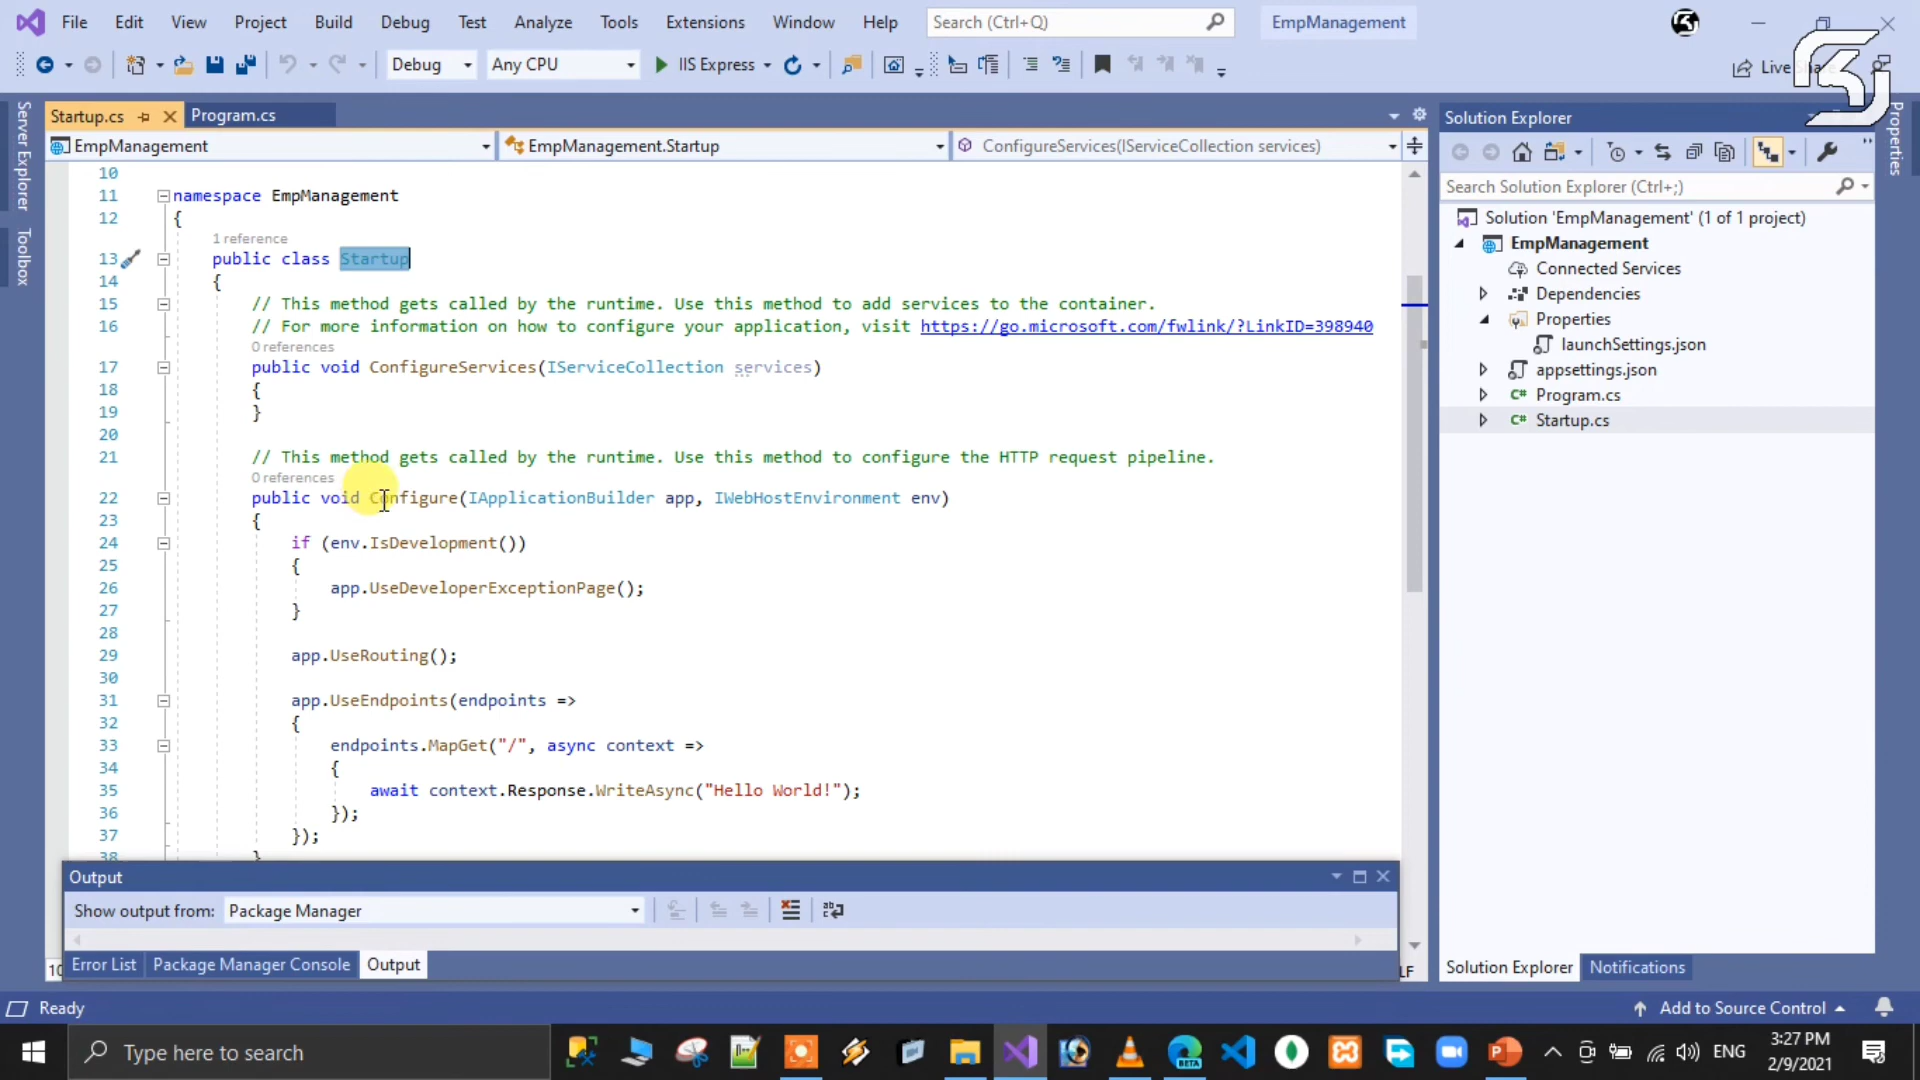 File Edit View Project Build Debug Test Analyze Tools Extensions Window Help Search (Ctrl+Q) EmpManagement
Debug Any CPU IIS Express Live
Server Explorer
Toolbox
Startup.cs Program.cs
EmpManagement EmpManagement.Startup ConfigureServices(IServiceCollection services)
10
11 namespace EmpManagement
12 {
1 reference
13 public class Startup
14 {
15 // This method gets called by the runtime. Use this method to add services to the container.
16 // For more information on how to configure your application, visit https://go.microsoft.com/fwlink/?LinkID=398940
0 references
17 public void ConfigureServices(IServiceCollection services)
18 {
19 }
20
21 // This method gets called by the runtime. Use this method to configure the HTTP request pipeline.
0 references
22 public void Configure(IApplicationBuilder app, IWebHostEnvironment env)
23 {
24 if (env.IsDevelopment())
25 {
26 app.UseDeveloperExceptionPage();
27 }
28
29 app.UseRouting();
30
31 app.UseEndpoints(endpoints =>
32 {
33 endpoints.MapGet("/", async context =>
34 {
35 await context.Response.WriteAsync("Hello World!");
36 });
37 });
38 }
Output
Show output from: Package Manager
Error List Package Manager Console Output
LF
Solution Explorer
Search Solution Explorer (Ctrl+;)
Solution 'EmpManagement' (1 of 1 project)
EmpManagement
Connected Services
Dependencies
Properties
launchSettings.json
appsettings.json
C# Program.cs
C# Startup.cs
Solution Explorer Notifications
Properties
Ready Add to Source Control
Type here to search ENG 3:27 PM
2/9/2021